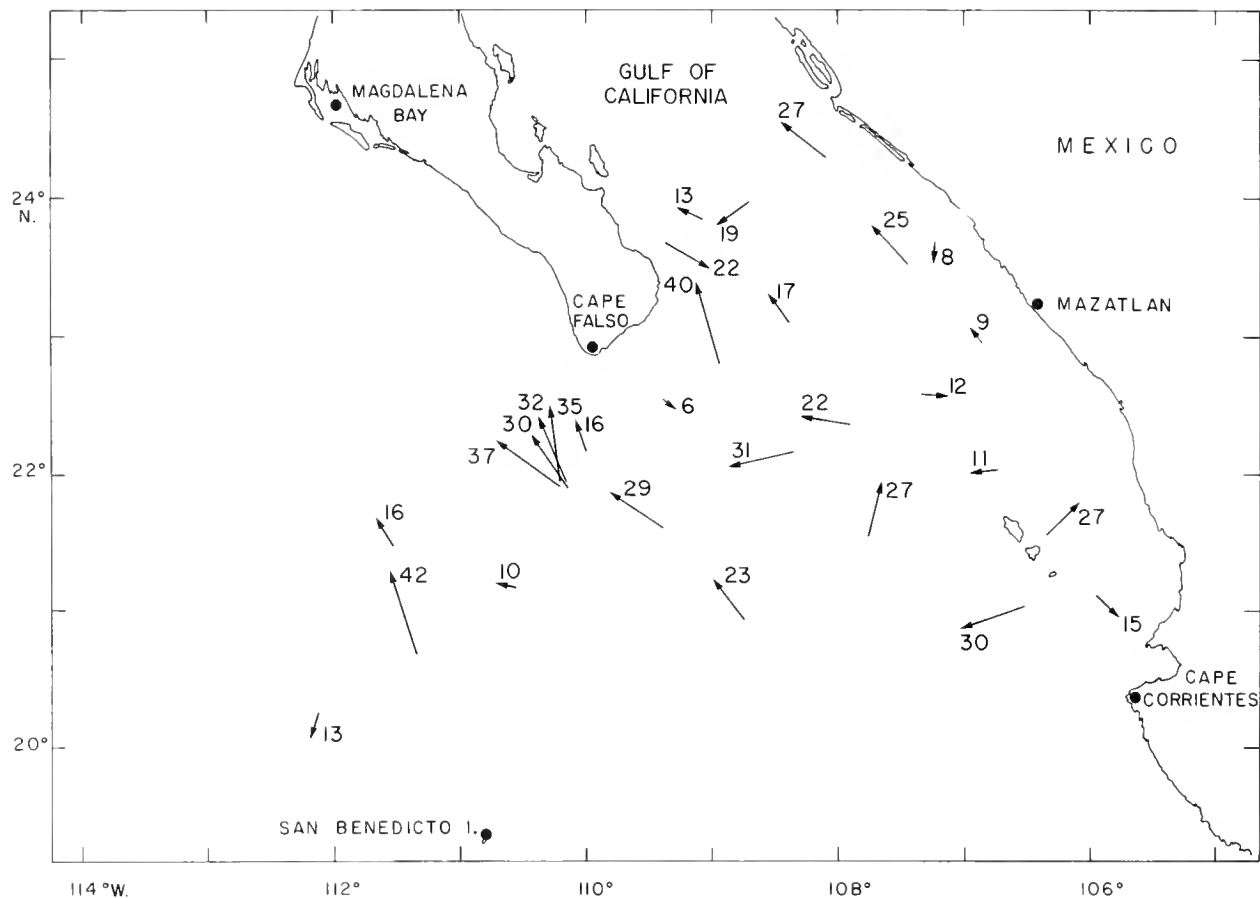 GULF OF
CALIFORNIA
MAGDALENA
BAY
27
MEXICO
24°
N.
13
19
25
8
22
40
17
CAPE
FALSO
MAZATLAN
9
6
12
32
35
16
30
22
37
31
11
29
27
27
16
42
10
23
15
30
CAPE
CORRIENTES
22°
13
20°
SAN BENEDICTO I.
114°W.
112°
110°
108°
106°